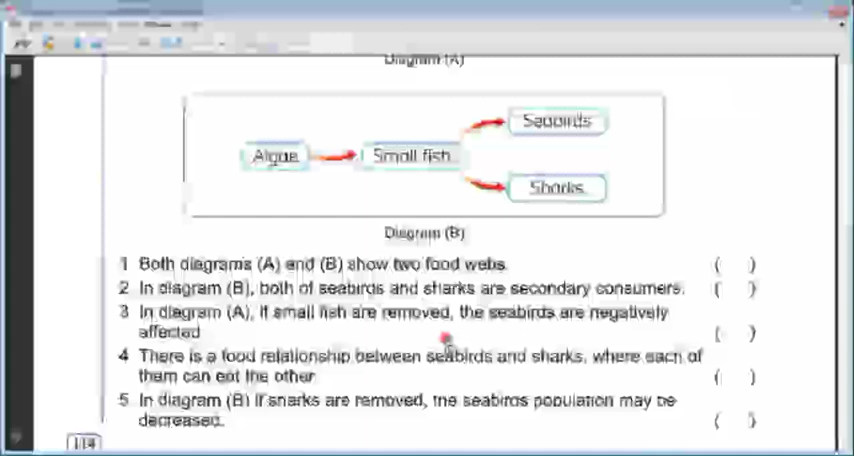 Diagram (A)
Seabirds
Algae
Small fish
Sharks
Diagram (B)
1 Both diagrams (A) and (B) show two food webs ( )
2 In diagram (B), both of seabirds and sharks are secondary consumers. ( )
3 In diagram (A), if small fish are removed, the seabirds are negatively
affected ( )
4 There is a food relationship between seabirds and sharks, where each of
them can eat the other ( )
5 In diagram (B) if sharks are removed, the seabirds population may be
decreased. ( )
114